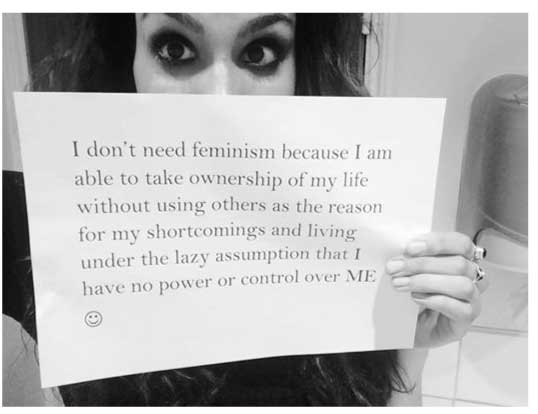 I don't need feminism because I am
able to take ownership of my life
without using others as the reason
for my shortcomings and living
under the lazy assumption that I
have no power or control over ME
☺